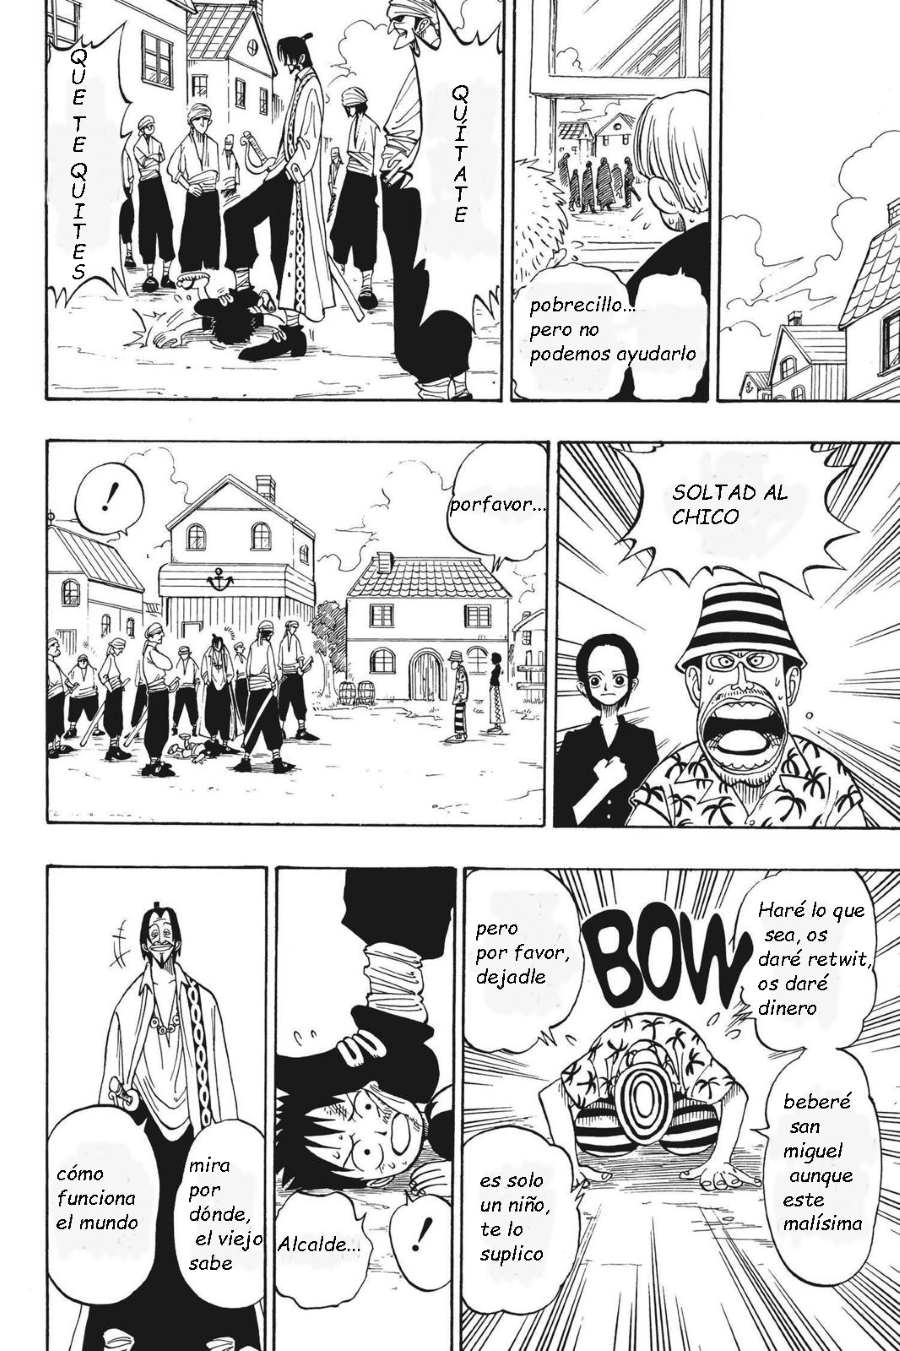 pobrecillo...
pero no
podemos ayudarlo
QUÍTATE
QUE TE QUITES
SOLTAD AL
CHICO
porfavor...
!
Haré lo que
sea, os
daré retwit,
os daré
dinero
BOW
beberé
san
miguel
aunque
este
malísima
pero
por favor,
dejadle
es solo
un niño,
te lo
suplico
!
Alcalde...
mira
por
dónde,
el viejo
sabe
cómo
funciona
el mundo